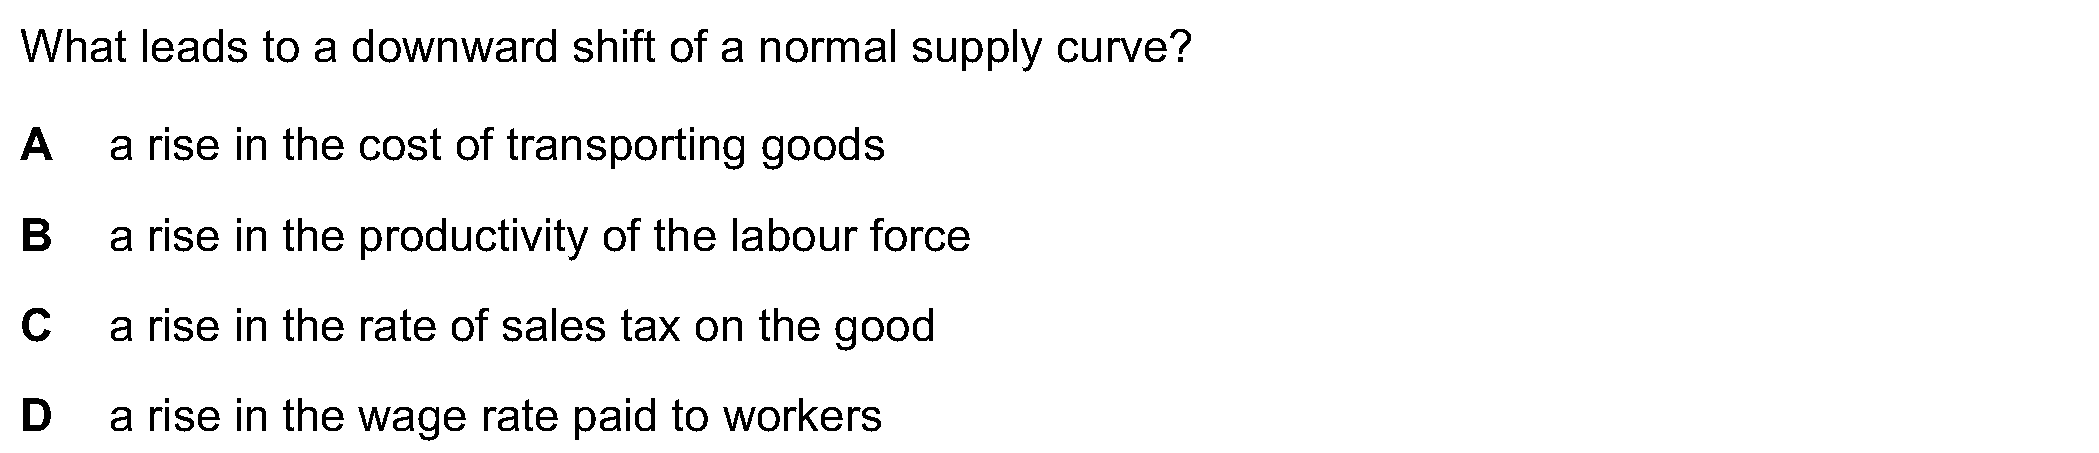 What leads to a downward shift of a normal supply curve?
A a rise in the cost of transporting goods
B a rise in the productivity of the labour force
C a rise in the rate of sales tax on the good
D a rise in the wage rate paid to workers